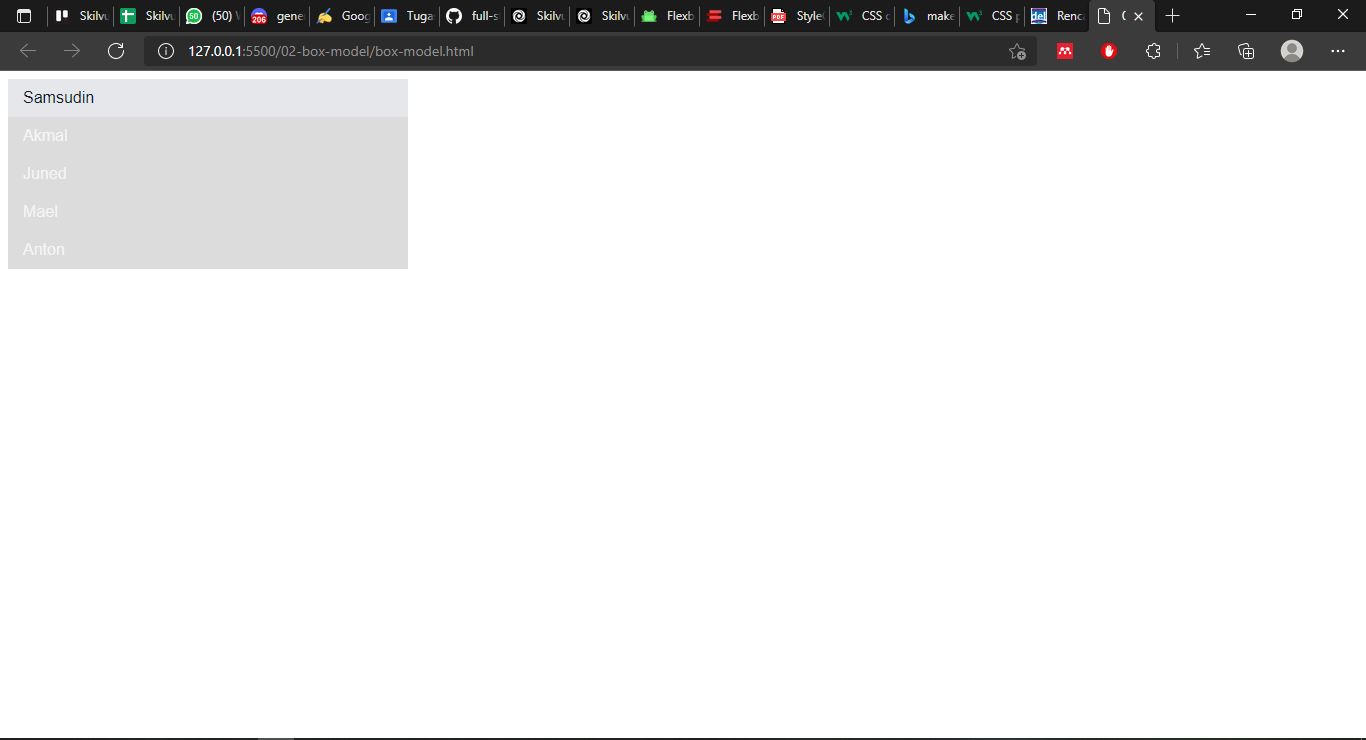 Skilvu
Skilvu
(50)
gene
Goog
Tuga
full-s
Skilvu
Skilvu
Flexb
Flexb
Style
CSS c
make
CSS p
Renc
127.0.0.1:5500/02-box-model/box-model.html
Samsudin
Akmal
Juned
Mael
Anton